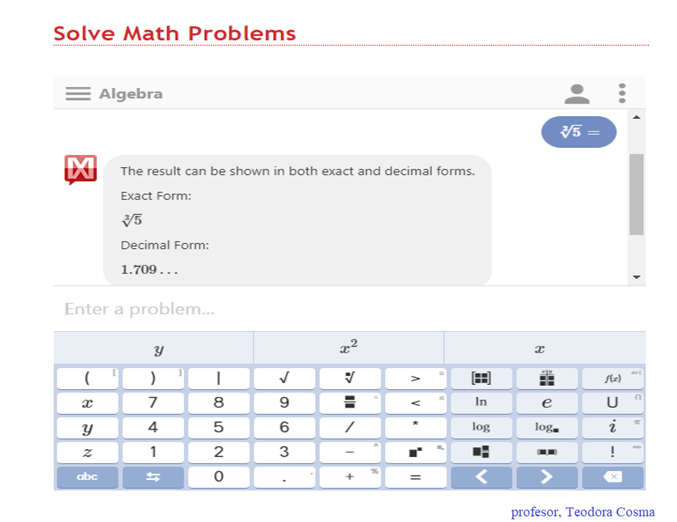 Solve Math Problems
Algebra
∛5 =
The result can be shown in both exact and decimal forms.
Exact Form:
∛5
Decimal Form:
1.709 . . .
Enter a problem...
y x² x
( [ ) ] | √ > ≥ f(x)
x 7 8 9 ÷ < ≤ ln e U ∩
y 4 5 6 / * log log i π
z 1 2 3 − ^ ! ∞
abc 0 . , + % = < >
profesor, Teodora Cosma